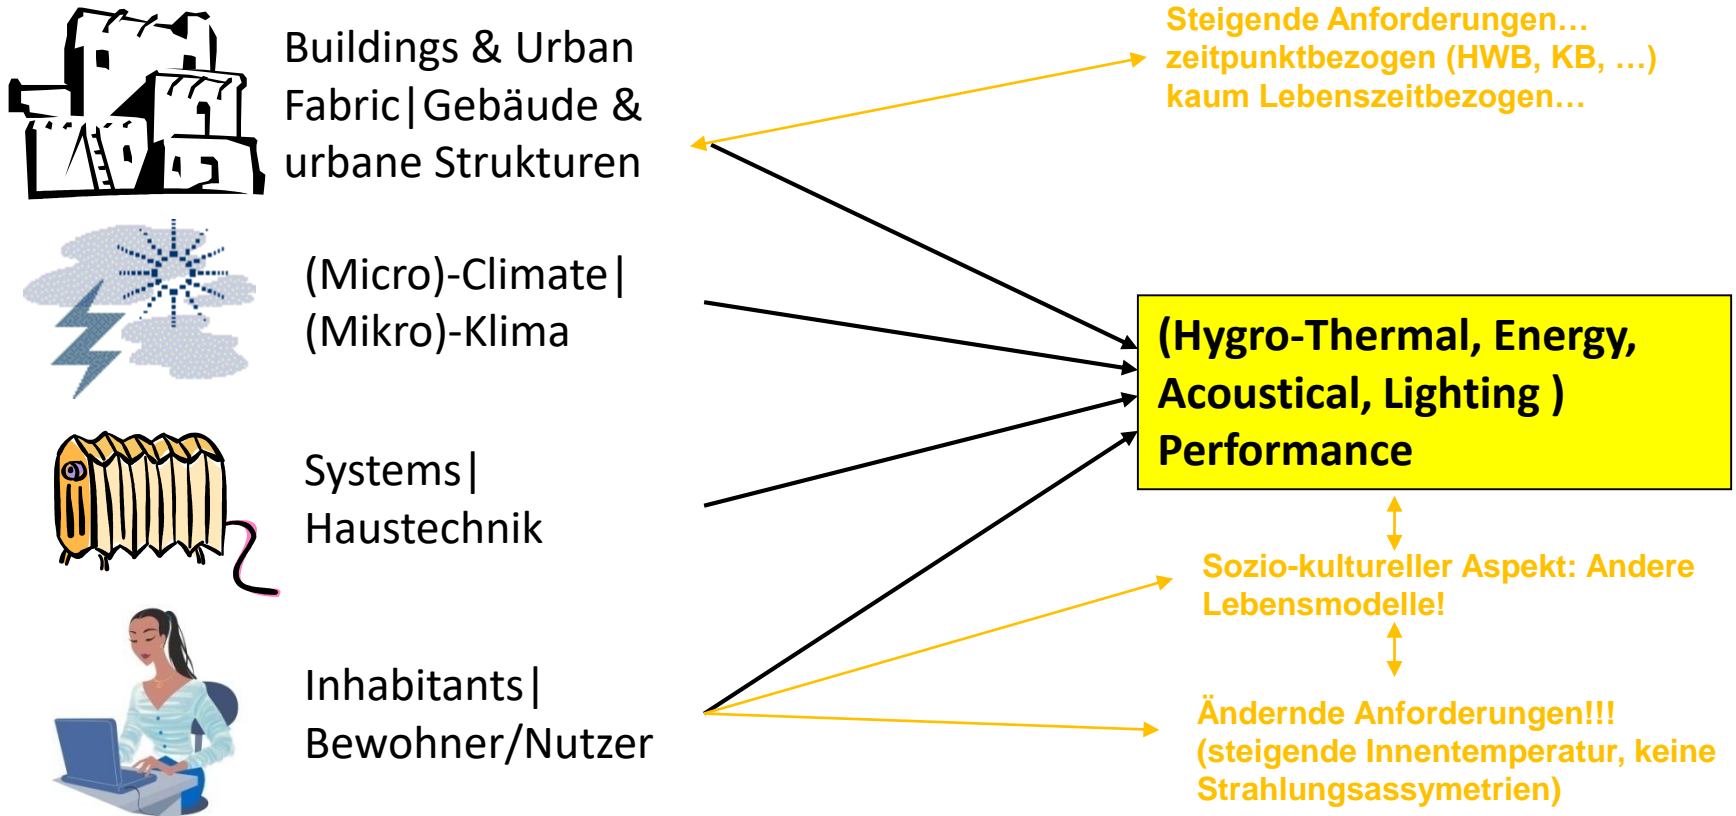 Buildings & Urban
Fabric|Gebäude &
urbane Strukturen
(Micro)-Climate|
(Mikro)-Klima
Systems|
Haustechnik
Inhabitants|
Bewohner/Nutzer
Steigende Anforderungen…
zeitpunktbezogen (HWB, KB, …)
kaum Lebenszeitbezogen…
(Hygro-Thermal, Energy,
Acoustical, Lighting )
Performance
Sozio-kultureller Aspekt: Andere
Lebensmodelle!
Ändernde Anforderungen!!!
(steigende Innentemperatur, keine
Strahlungsassymetrien)